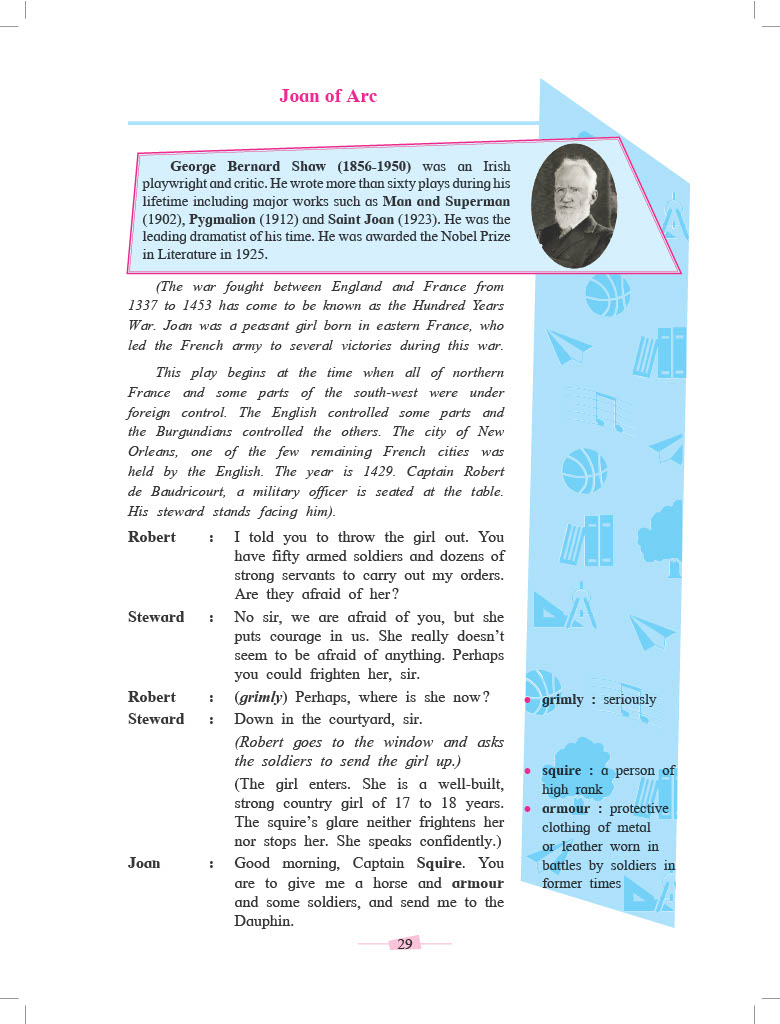 Joan of Arc
George Bernard Shaw (1856-1950) was an Irish
playwright and critic. He wrote more than sixty plays during his
lifetime including major works such as Man and Superman
(1902), Pygmalion (1912) and Saint Joan (1923). He was the
leading dramatist of his time. He was awarded the Nobel Prize
in Literature in 1925.
(The war fought between England and France from
1337 to 1453 has come to be known as the Hundred Years
War. Joan was a peasant girl born in eastern France, who
led the French army to several victories during this war.
This play begins at the time when all of northern
France and some parts of the south-west were under
foreign control. The English controlled some parts and
the Burgundians controlled the others. The city of New
Orleans, one of the few remaining French cities was
held by the English. The year is 1429. Captain Robert
de Baudricourt, a military officer is seated at the table.
His steward stands facing him).
Robert : I told you to throw the girl out. You
have fifty armed soldiers and dozens of
strong servants to carry out my orders.
Are they afraid of her?
Steward : No sir, we are afraid of you, but she
puts courage in us. She really doesn't
seem to be afraid of anything. Perhaps
you could frighten her, sir.
Robert : (grimly) Perhaps, where is she now?
Steward : Down in the courtyard, sir.
(Robert goes to the window and asks
the soldiers to send the girl up.)
(The girl enters. She is a well-built,
strong country girl of 17 to 18 years.
The squire's glare neither frightens her
nor stops her. She speaks confidently.)
Joan : Good morning, Captain Squire. You
are to give me a horse and armour
and some soldiers, and send me to the
Dauphin.
• grimly : seriously
• squire : a person of
high rank
• armour : protective
clothing of metal
or leather worn in
battles by soldiers in
former times
29